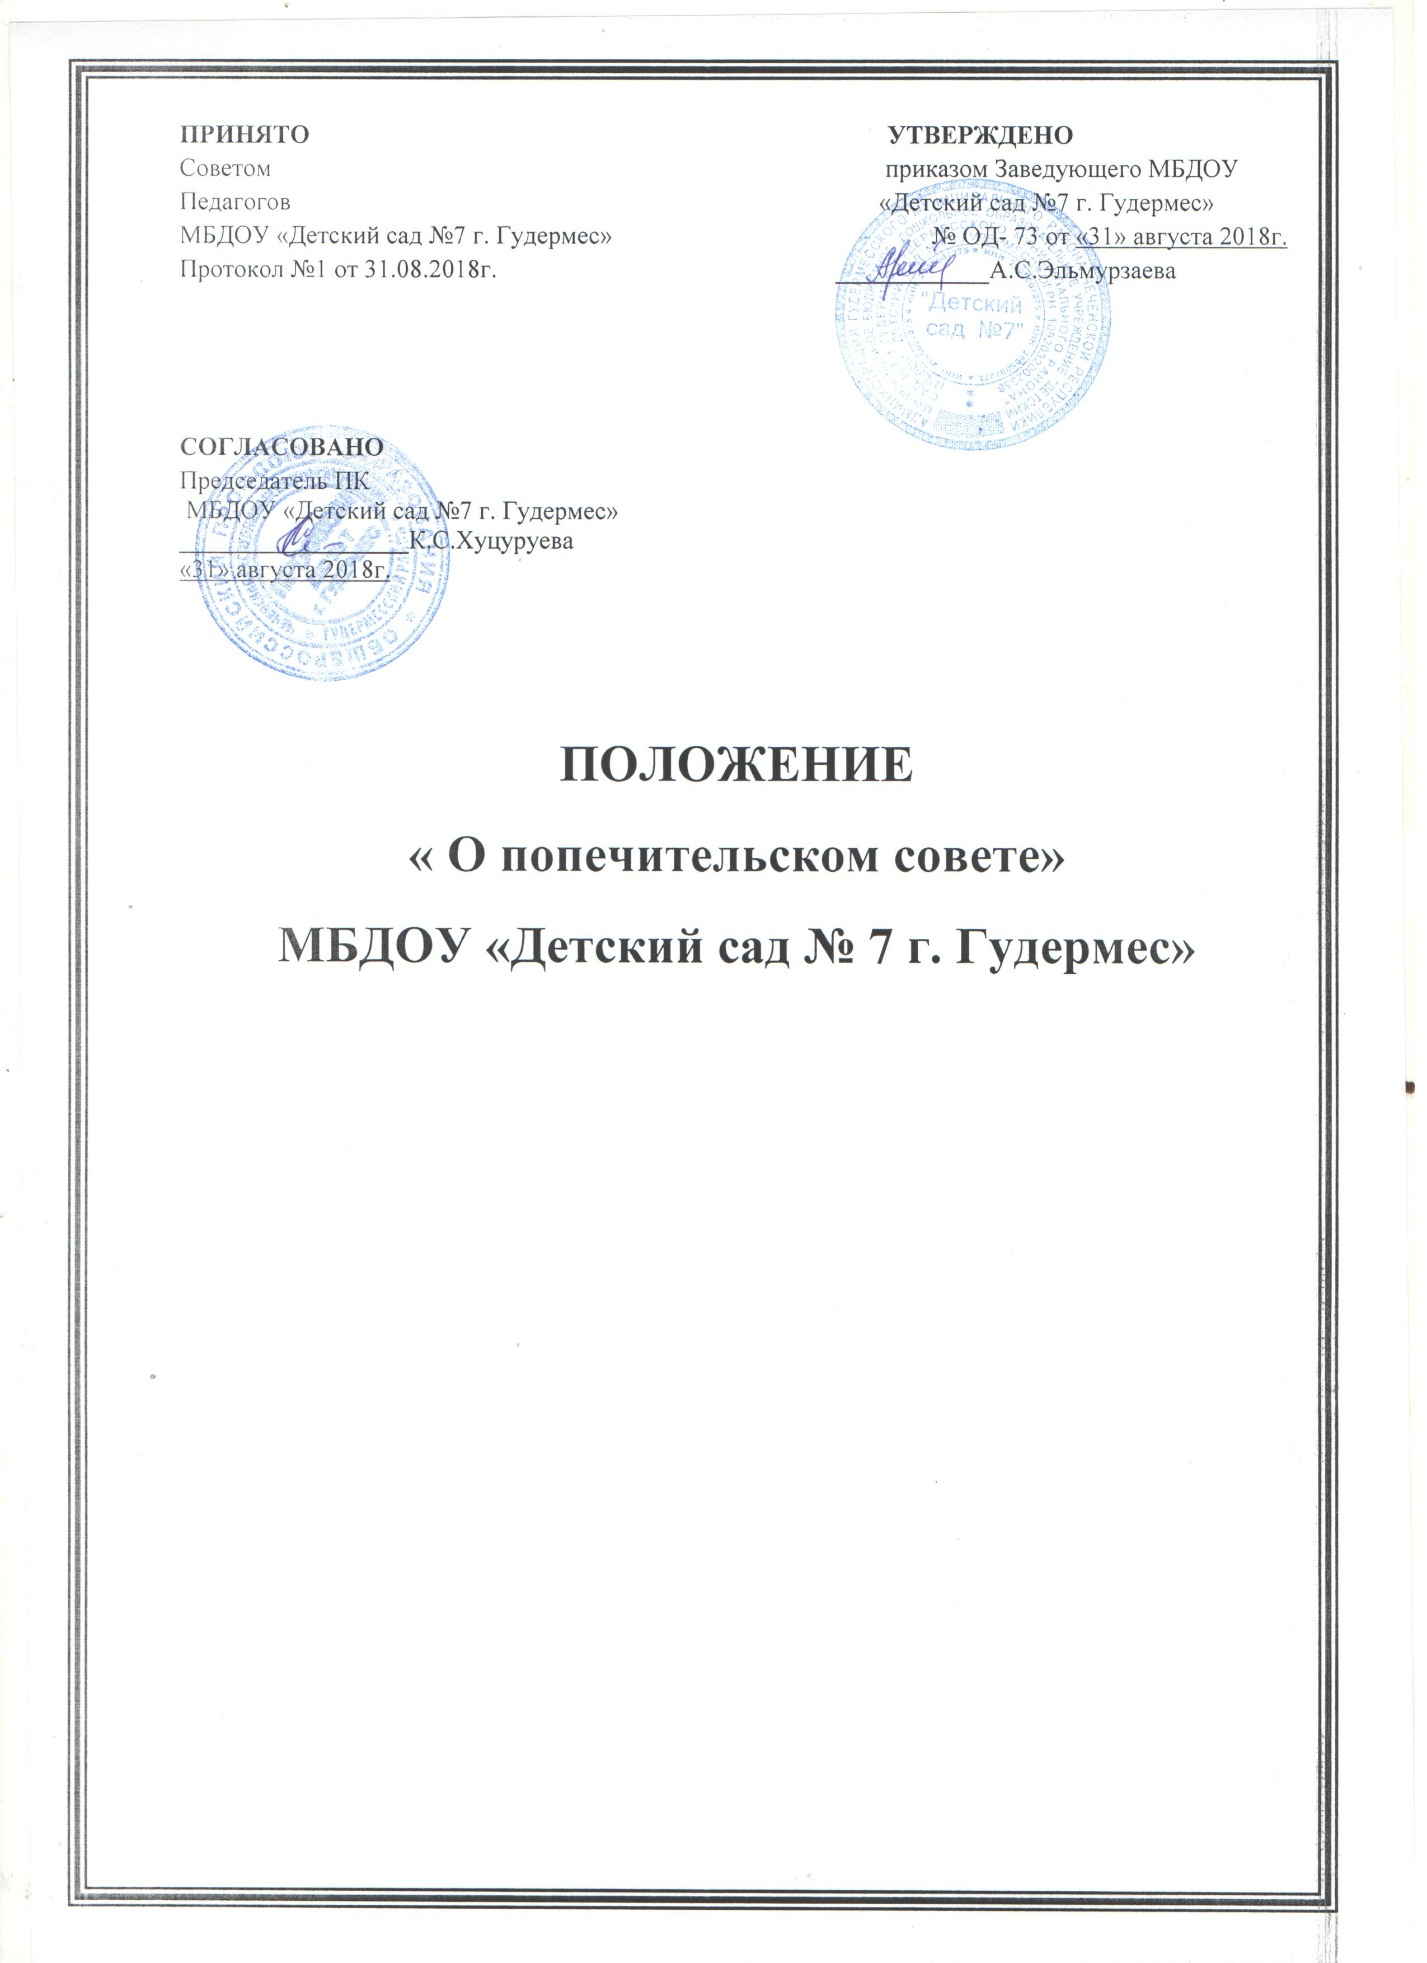 ПРИНЯТО
Советом
Педагогов
МБДОУ «Детский сад №7 г. Гудермес»
Протокол №1 от 31.08.2018г.
УТВЕРЖДЕНО
приказом Заведующего МБДОУ
«Детский сад №7 г. Гудермес»
№ ОД- 73 от «31» августа 2018г.
А.С.Эльмурзаева
"Детский
сад №7"
СОГЛАСОВАНО
Председатель ПК
МБДОУ «Детский сад №7 г. Гудермес»
К.С.Хуцуруева
«31» августа 2018г.
ОБЩЕРОССИЙСКИЙ
ПОЛОЖЕНИЕ
« О попечительском совете»
МБДОУ «Детский сад № 7 г. Гудермес»